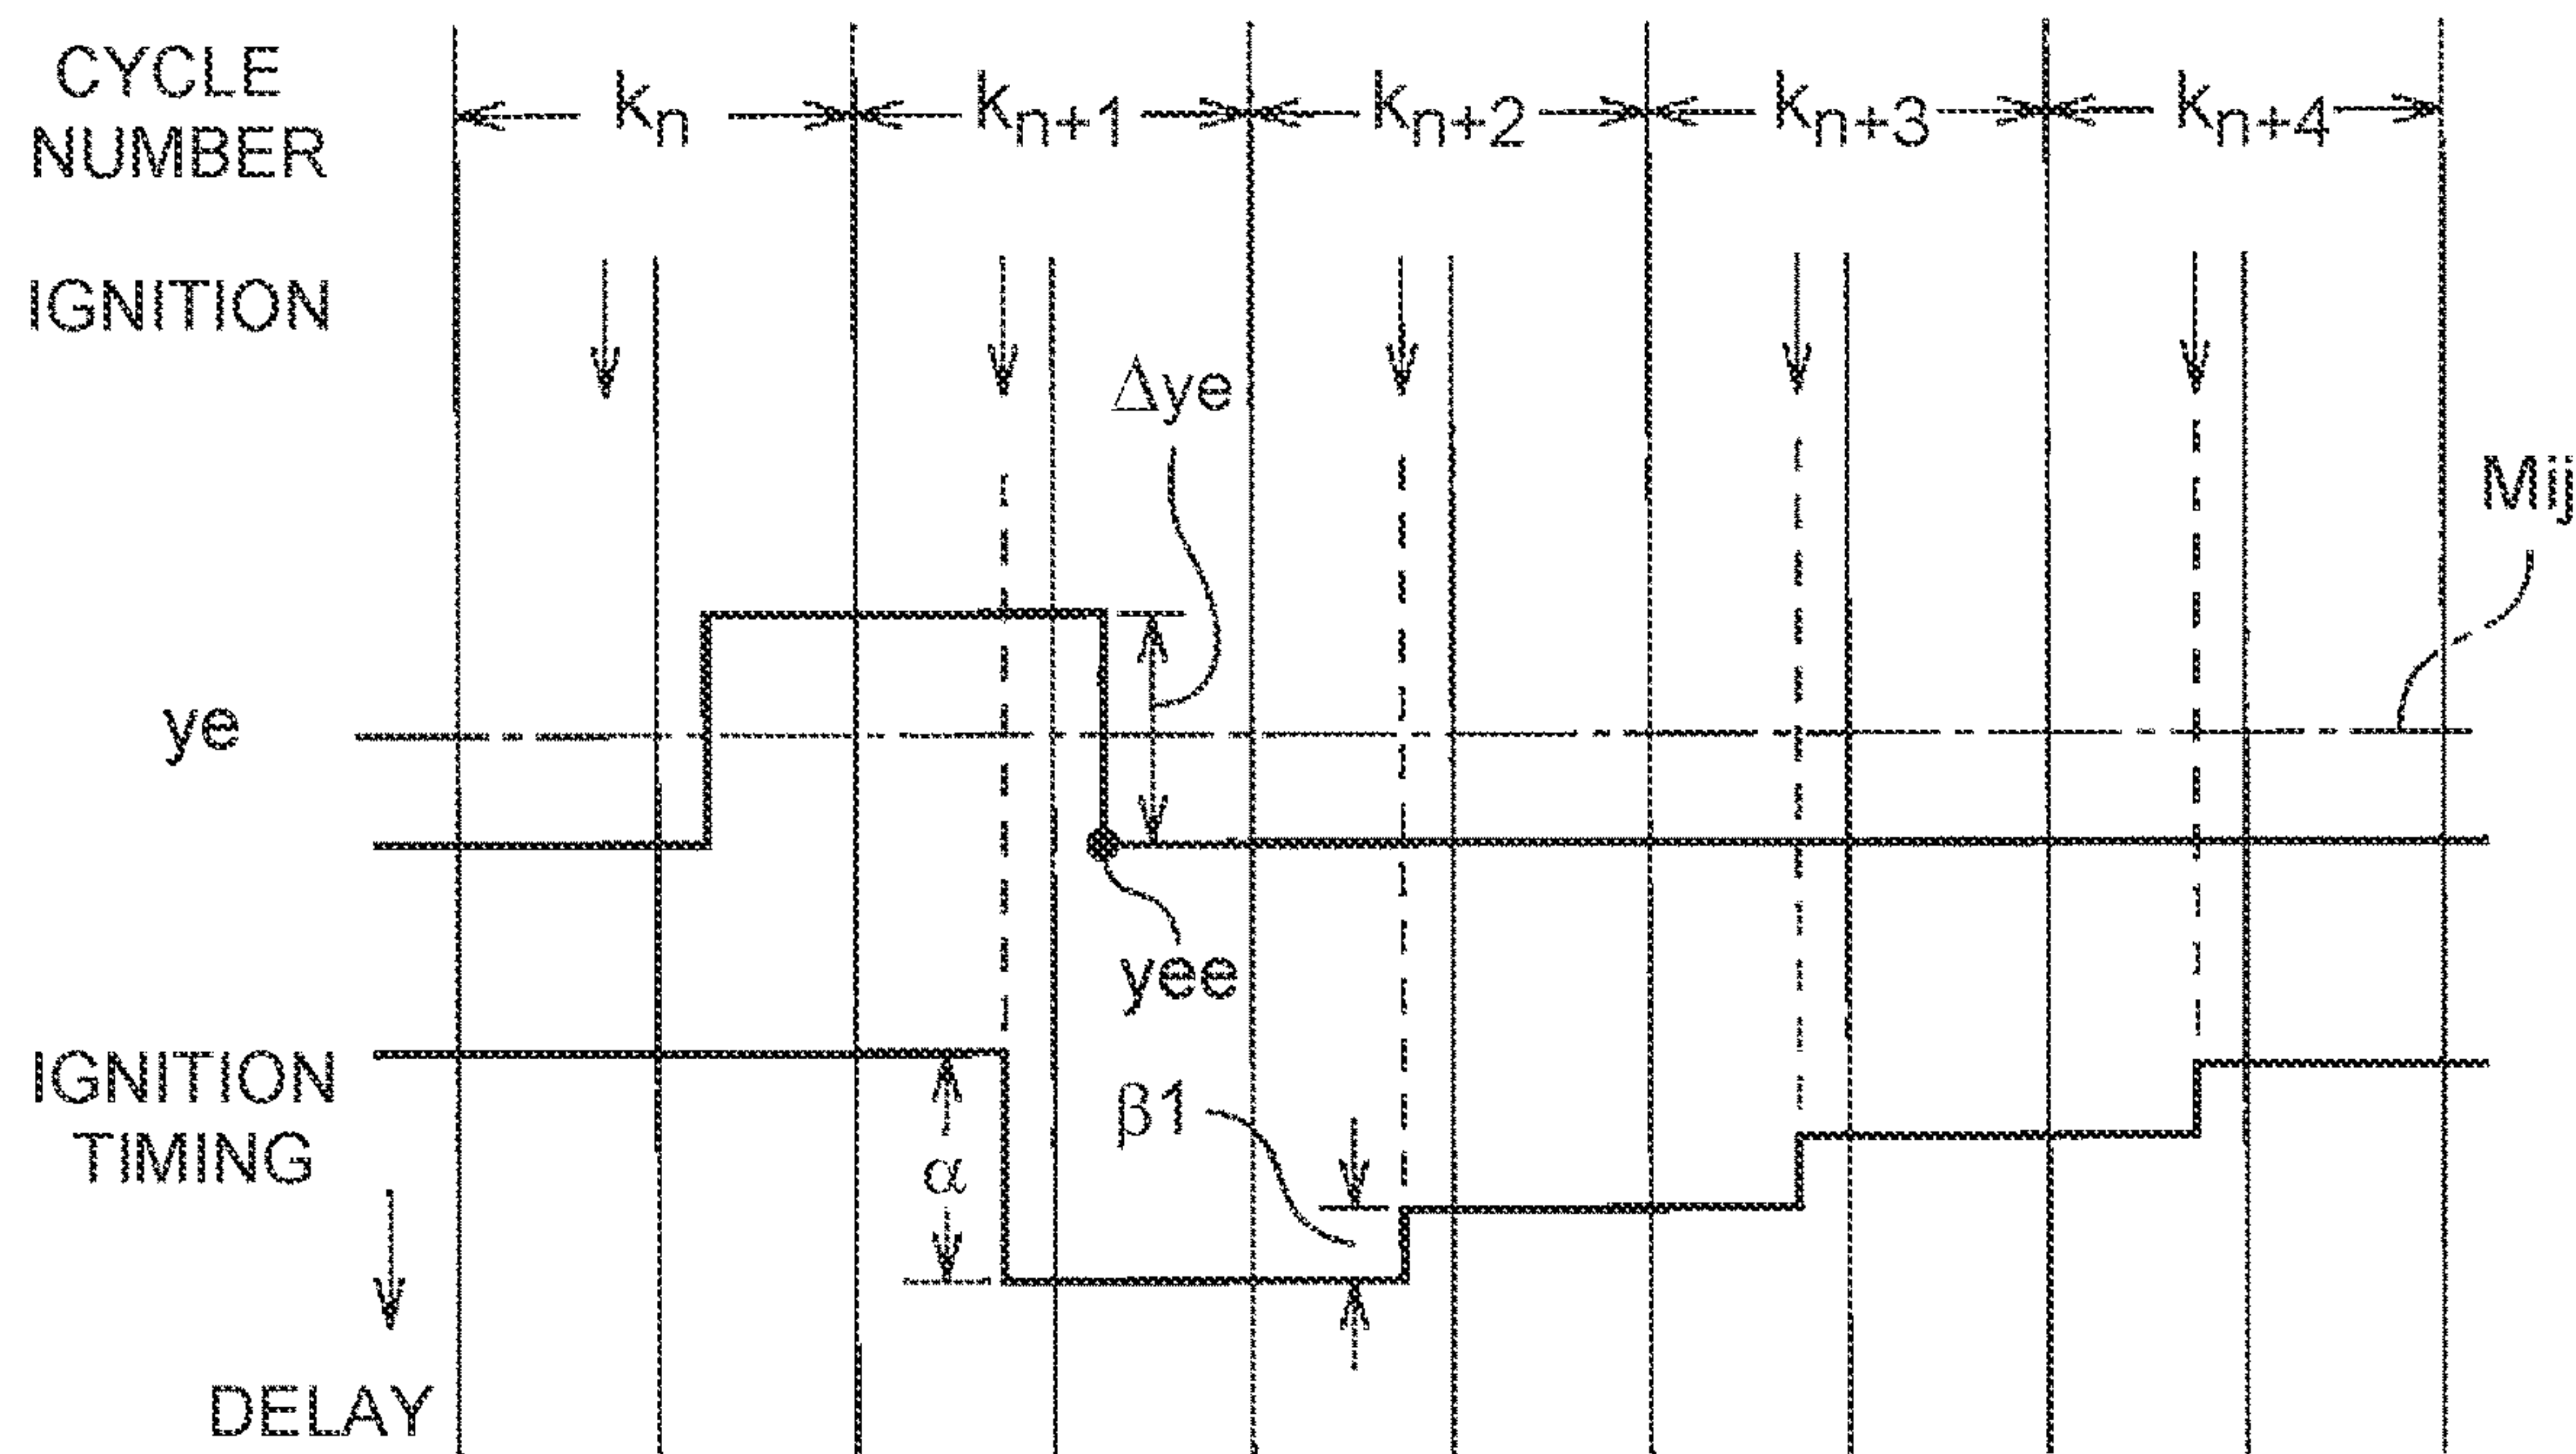 CYCLE
NUMBER
kn
kn+1
kn+2
kn+3
kn+4
IGNITION
Δye
Mij
ye
yee
IGNITION
TIMING
α
β1
DELAY